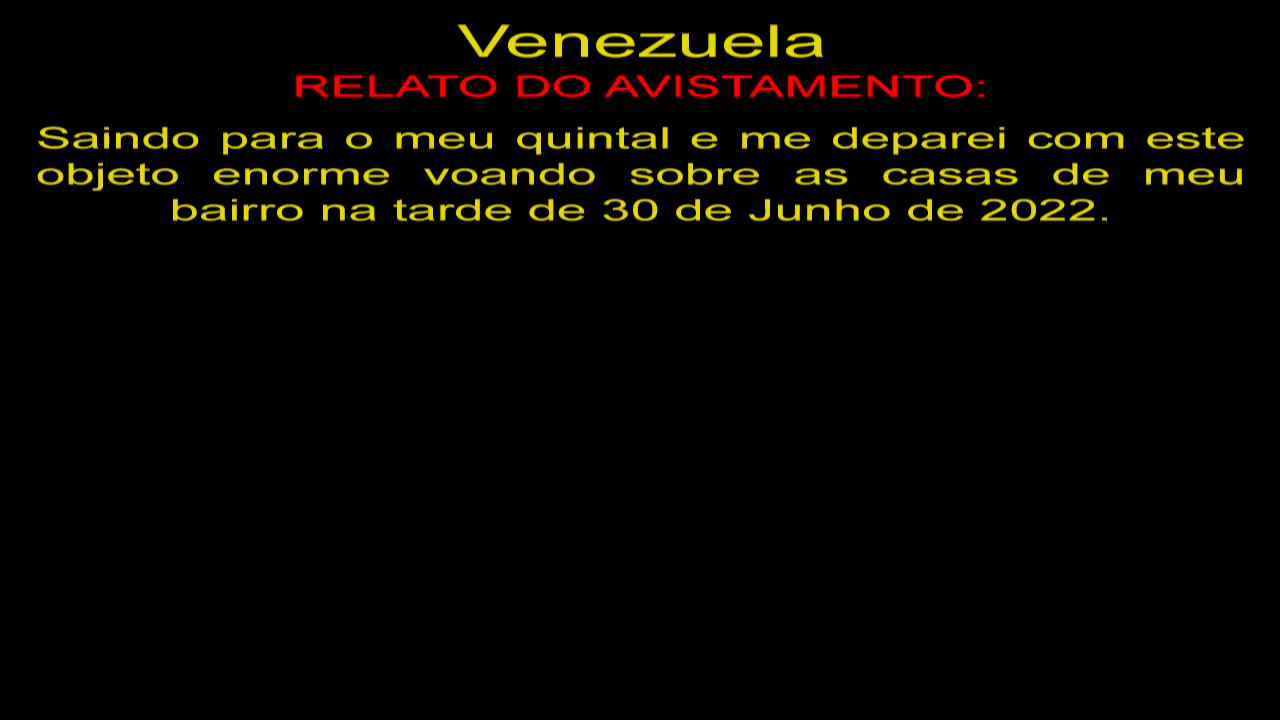 Venezuela
RELATO DO AVISTAMENTO:
Saindo para o meu quintal e me deparei com este
objeto enorme voando sobre as casas de meu
bairro na tarde de 30 de Junho de 2022.